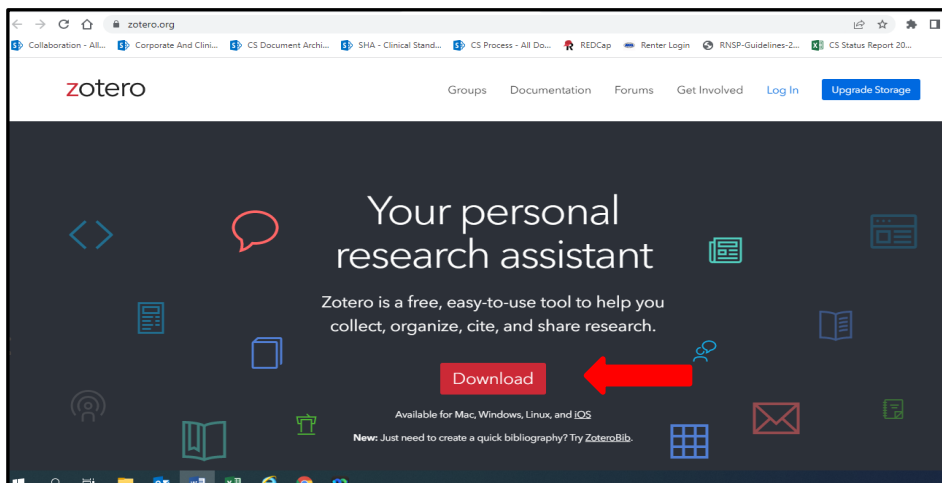 zotero.org
Collaboration - All... Corporate And Clini... CS Document Archi... SHA - Clinical Stand... CS Process - All Do... REDCap Renter Login RNSP-Guidelines-2... CS Status Report 20...
zotero Groups Documentation Forums Get Involved Log In Upgrade Storage
Your personal
research assistant
Zotero is a free, easy-to-use tool to help you
collect, organize, cite, and share research.
Download
Available for Mac, Windows, Linux, and iOS
New: Just need to create a quick bibliography? Try ZoteroBib.